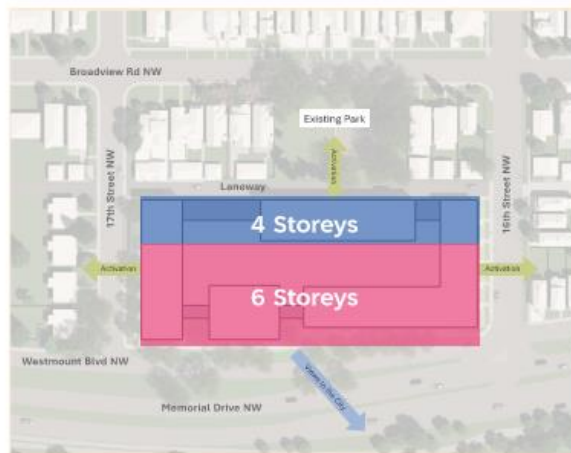 Broadview Rd NW
Existing Park
Activation
Laneway
17th Street NW
16th Street NW
4 Storeys
Activation
6 Storeys
Activation
Westmount Blvd NW
Views to the City
Memorial Drive NW